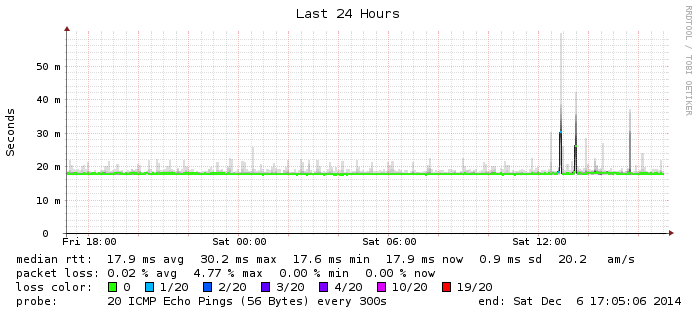 Last 24 Hours
RRDTOOL / TOBI OETIKER
Seconds
50 m
40 m
30 m
20 m
10 m
0
Fri 18:00 Sat 00:00 Sat 06:00 Sat 12:00
median rtt: 17.9 ms avg 30.2 ms max 17.6 ms min 17.9 ms now 0.9 ms sd 20.2 am/s
packet loss: 0.02 % avg 4.77 % max 0.00 % min 0.00 % now
loss color: 0 1/20 2/20 3/20 4/20 10/20 19/20
probe: 20 ICMP Echo Pings (56 Bytes) every 300s end: Sat Dec 6 17:05:06 2014